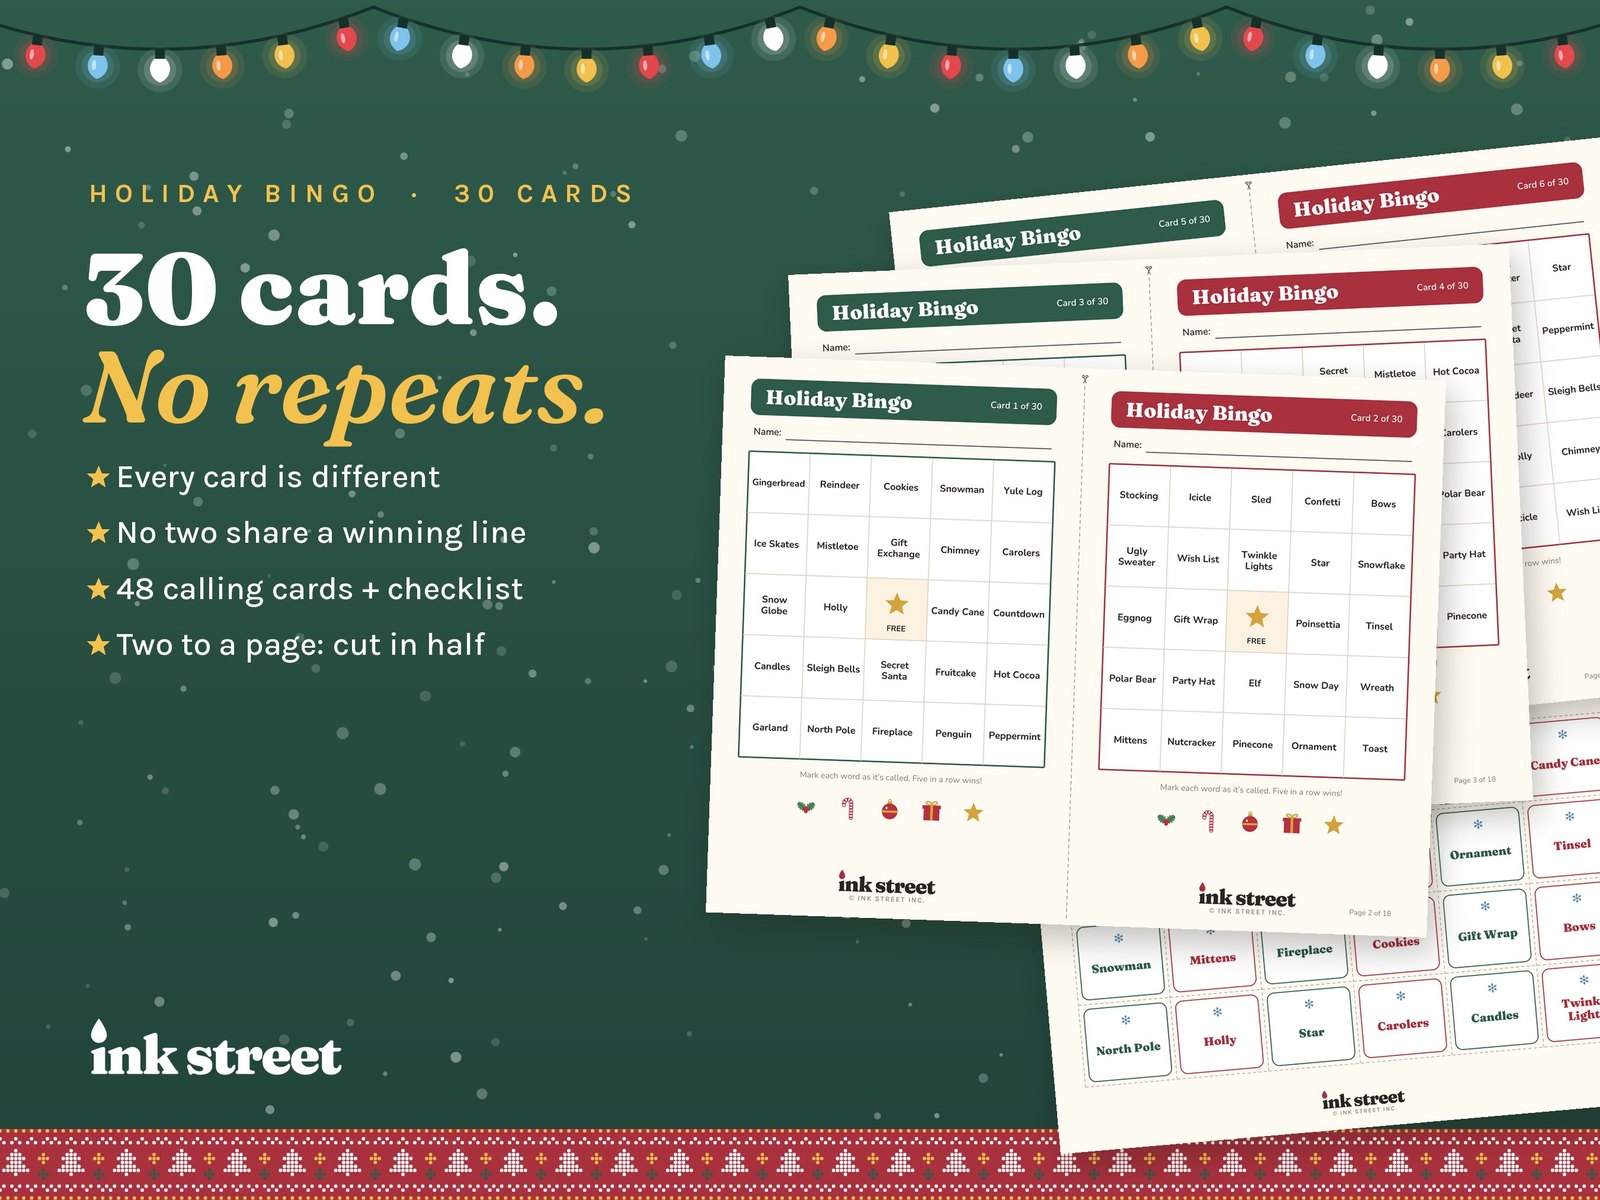 HOLIDAY BINGO · 30 CARDS
30 cards.
No repeats.
Every card is different
No two share a winning line
48 calling cards + checklist
Two to a page: cut in half
ink street
Holiday Bingo
Card 5 of 30
Holiday Bingo
Card 6 of 30
Name:
Star
Peppermint
Sleigh Bells
Chimney
Holiday Bingo
Card 3 of 30
Name:
Holiday Bingo
Card 4 of 30
Name:
Secret
Mistletoe
Hot Cocoa
Carolers
Polar Bear
Party Hat
Pinecone
Page 3 of 18
Holiday Bingo
Card 1 of 30
Name:
Gingerbread Reindeer Cookies Snowman Yule Log
Ice Skates Mistletoe Gift Exchange Chimney Carolers
Snow Globe Holly FREE Candy Cane Countdown
Candles Sleigh Bells Secret Santa Fruitcake Hot Cocoa
Garland North Pole Fireplace Penguin Peppermint
Mark each word as it's called. Five in a row wins!
ink street
© INK STREET INC.
Holiday Bingo
Card 2 of 30
Name:
Stocking Icicle Sled Confetti Bows
Ugly Sweater Wish List Twinkle Lights Star Snowflake
Eggnog Gift Wrap FREE Poinsettia Tinsel
Polar Bear Party Hat Elf Snow Day Wreath
Mittens Nutcracker Pinecone Ornament Toast
Mark each word as it's called. Five in a row wins!
ink street
© INK STREET INC.
Page 2 of 18
row wins!
Candy Cane
Ornament Tinsel
Snowman Mittens Fireplace Cookies Gift Wrap Bows
North Pole Holly Star Carolers Candles
ink street
© INK STREET INC.